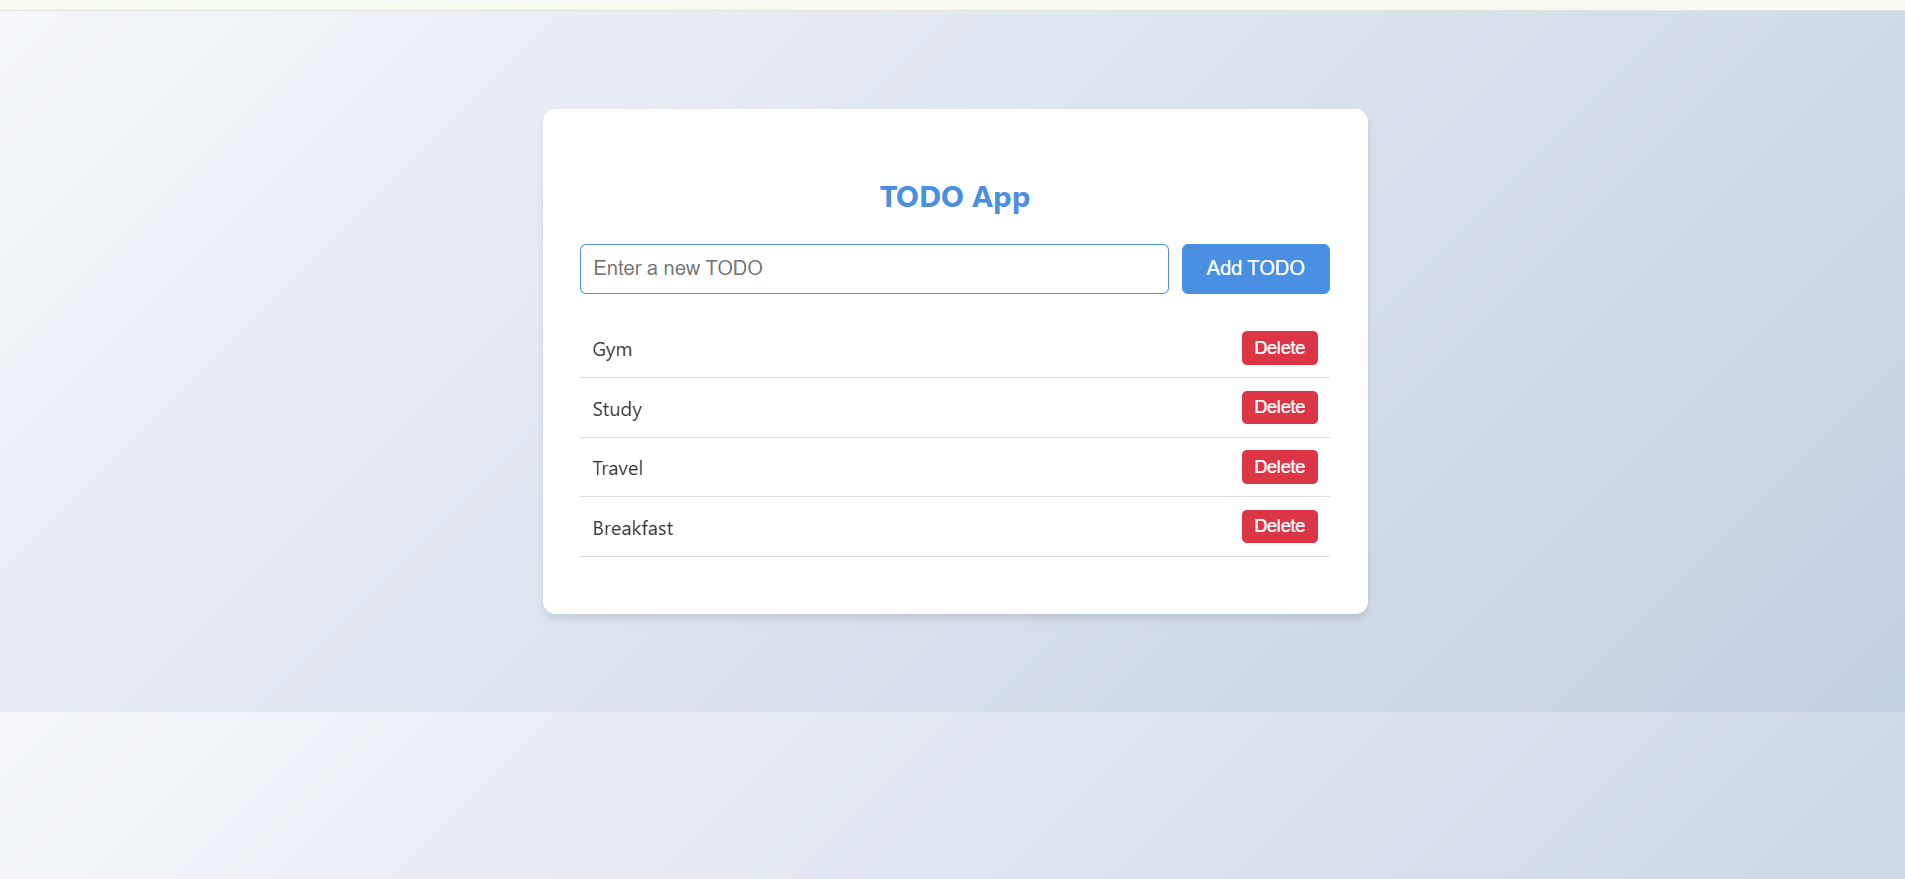 TODO App
Enter a new TODO
Add TODO
Gym
Delete
Study
Delete
Travel
Delete
Breakfast
Delete